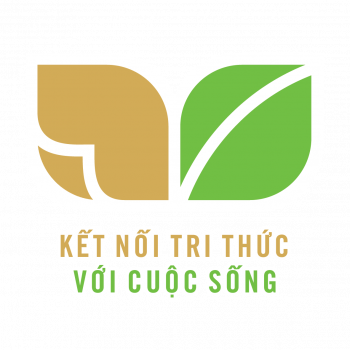 KẾT NỐI TRI THỨC
VỚI CUỘC SỐNG